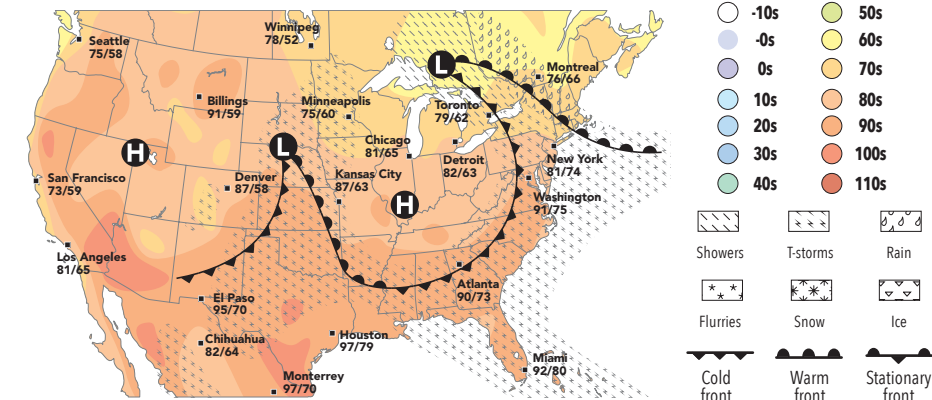 Winnipeg
78/52
Seattle
75/58
L
Montreal
76/66
Billings
91/59
Minneapolis
75/60
Toronto
79/62
H
L
Chicago
81/65
Detroit
82/63
New York
81/74
San Francisco
73/59
Denver
87/58
Kansas City
87/63
H
Washington
91/75
Los Angeles
81/65
El Paso
95/70
Atlanta
90/73
Chihuahua
82/64
Houston
97/79
Monterrey
97/70
Miami
92/80
-10s
-0s
0s
10s
20s
30s
40s
50s
60s
70s
80s
90s
100s
110s
Showers
T-storms
Rain
Flurries
Snow
Ice
Cold
front
Warm
front
Stationary
front